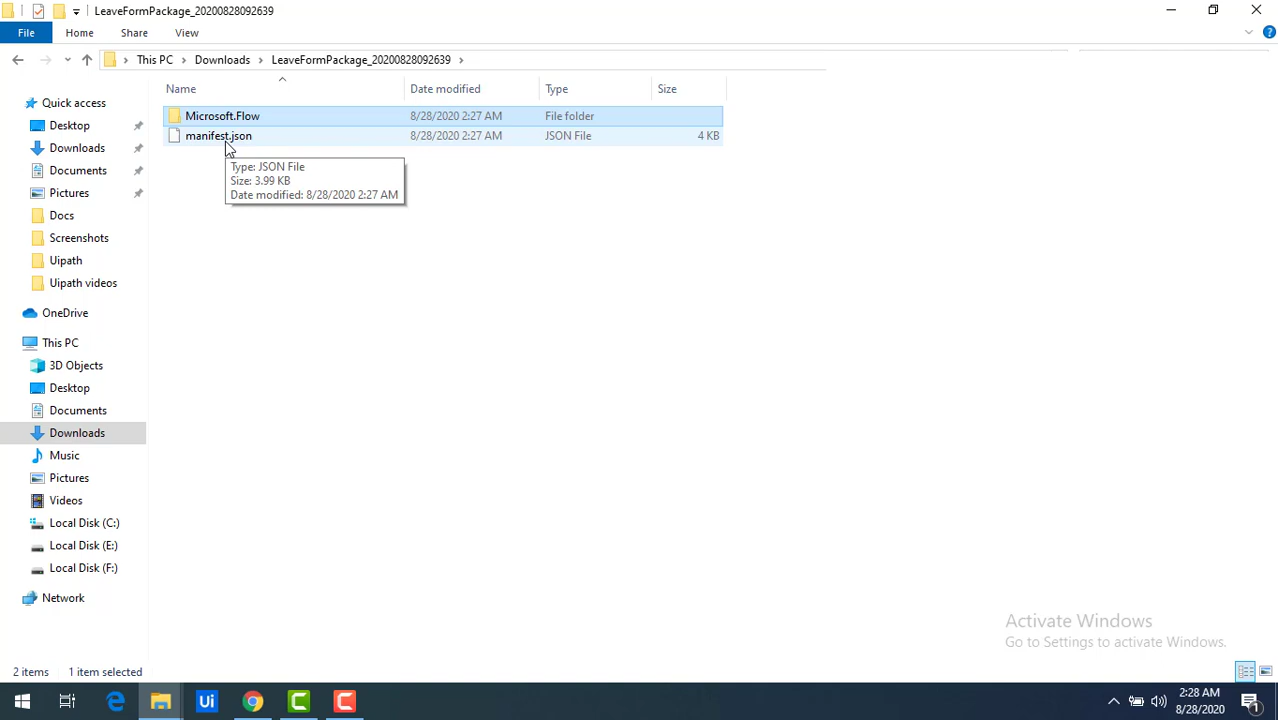 LeaveFormPackage_20200828092639
File Home Share View
This PC Downloads LeaveFormPackage_20200828092639
Name Date modified Type Size
Microsoft.Flow 8/28/2020 2:27 AM File folder
manifest.json 8/28/2020 2:27 AM JSON File 4 KB
Type: JSON File
Size: 3.99 KB
Date modified: 8/28/2020 2:27 AM
Quick access
Desktop
Downloads
Documents
Pictures
Docs
Screenshots
Uipath
Uipath videos
OneDrive
This PC
3D Objects
Desktop
Documents
Downloads
Music
Pictures
Videos
Local Disk (C:)
Local Disk (E:)
Local Disk (F:)
Network
Activate Windows
Go to Settings to activate Windows.
2 items 1 item selected
Ui
2:28 AM
8/28/2020
1